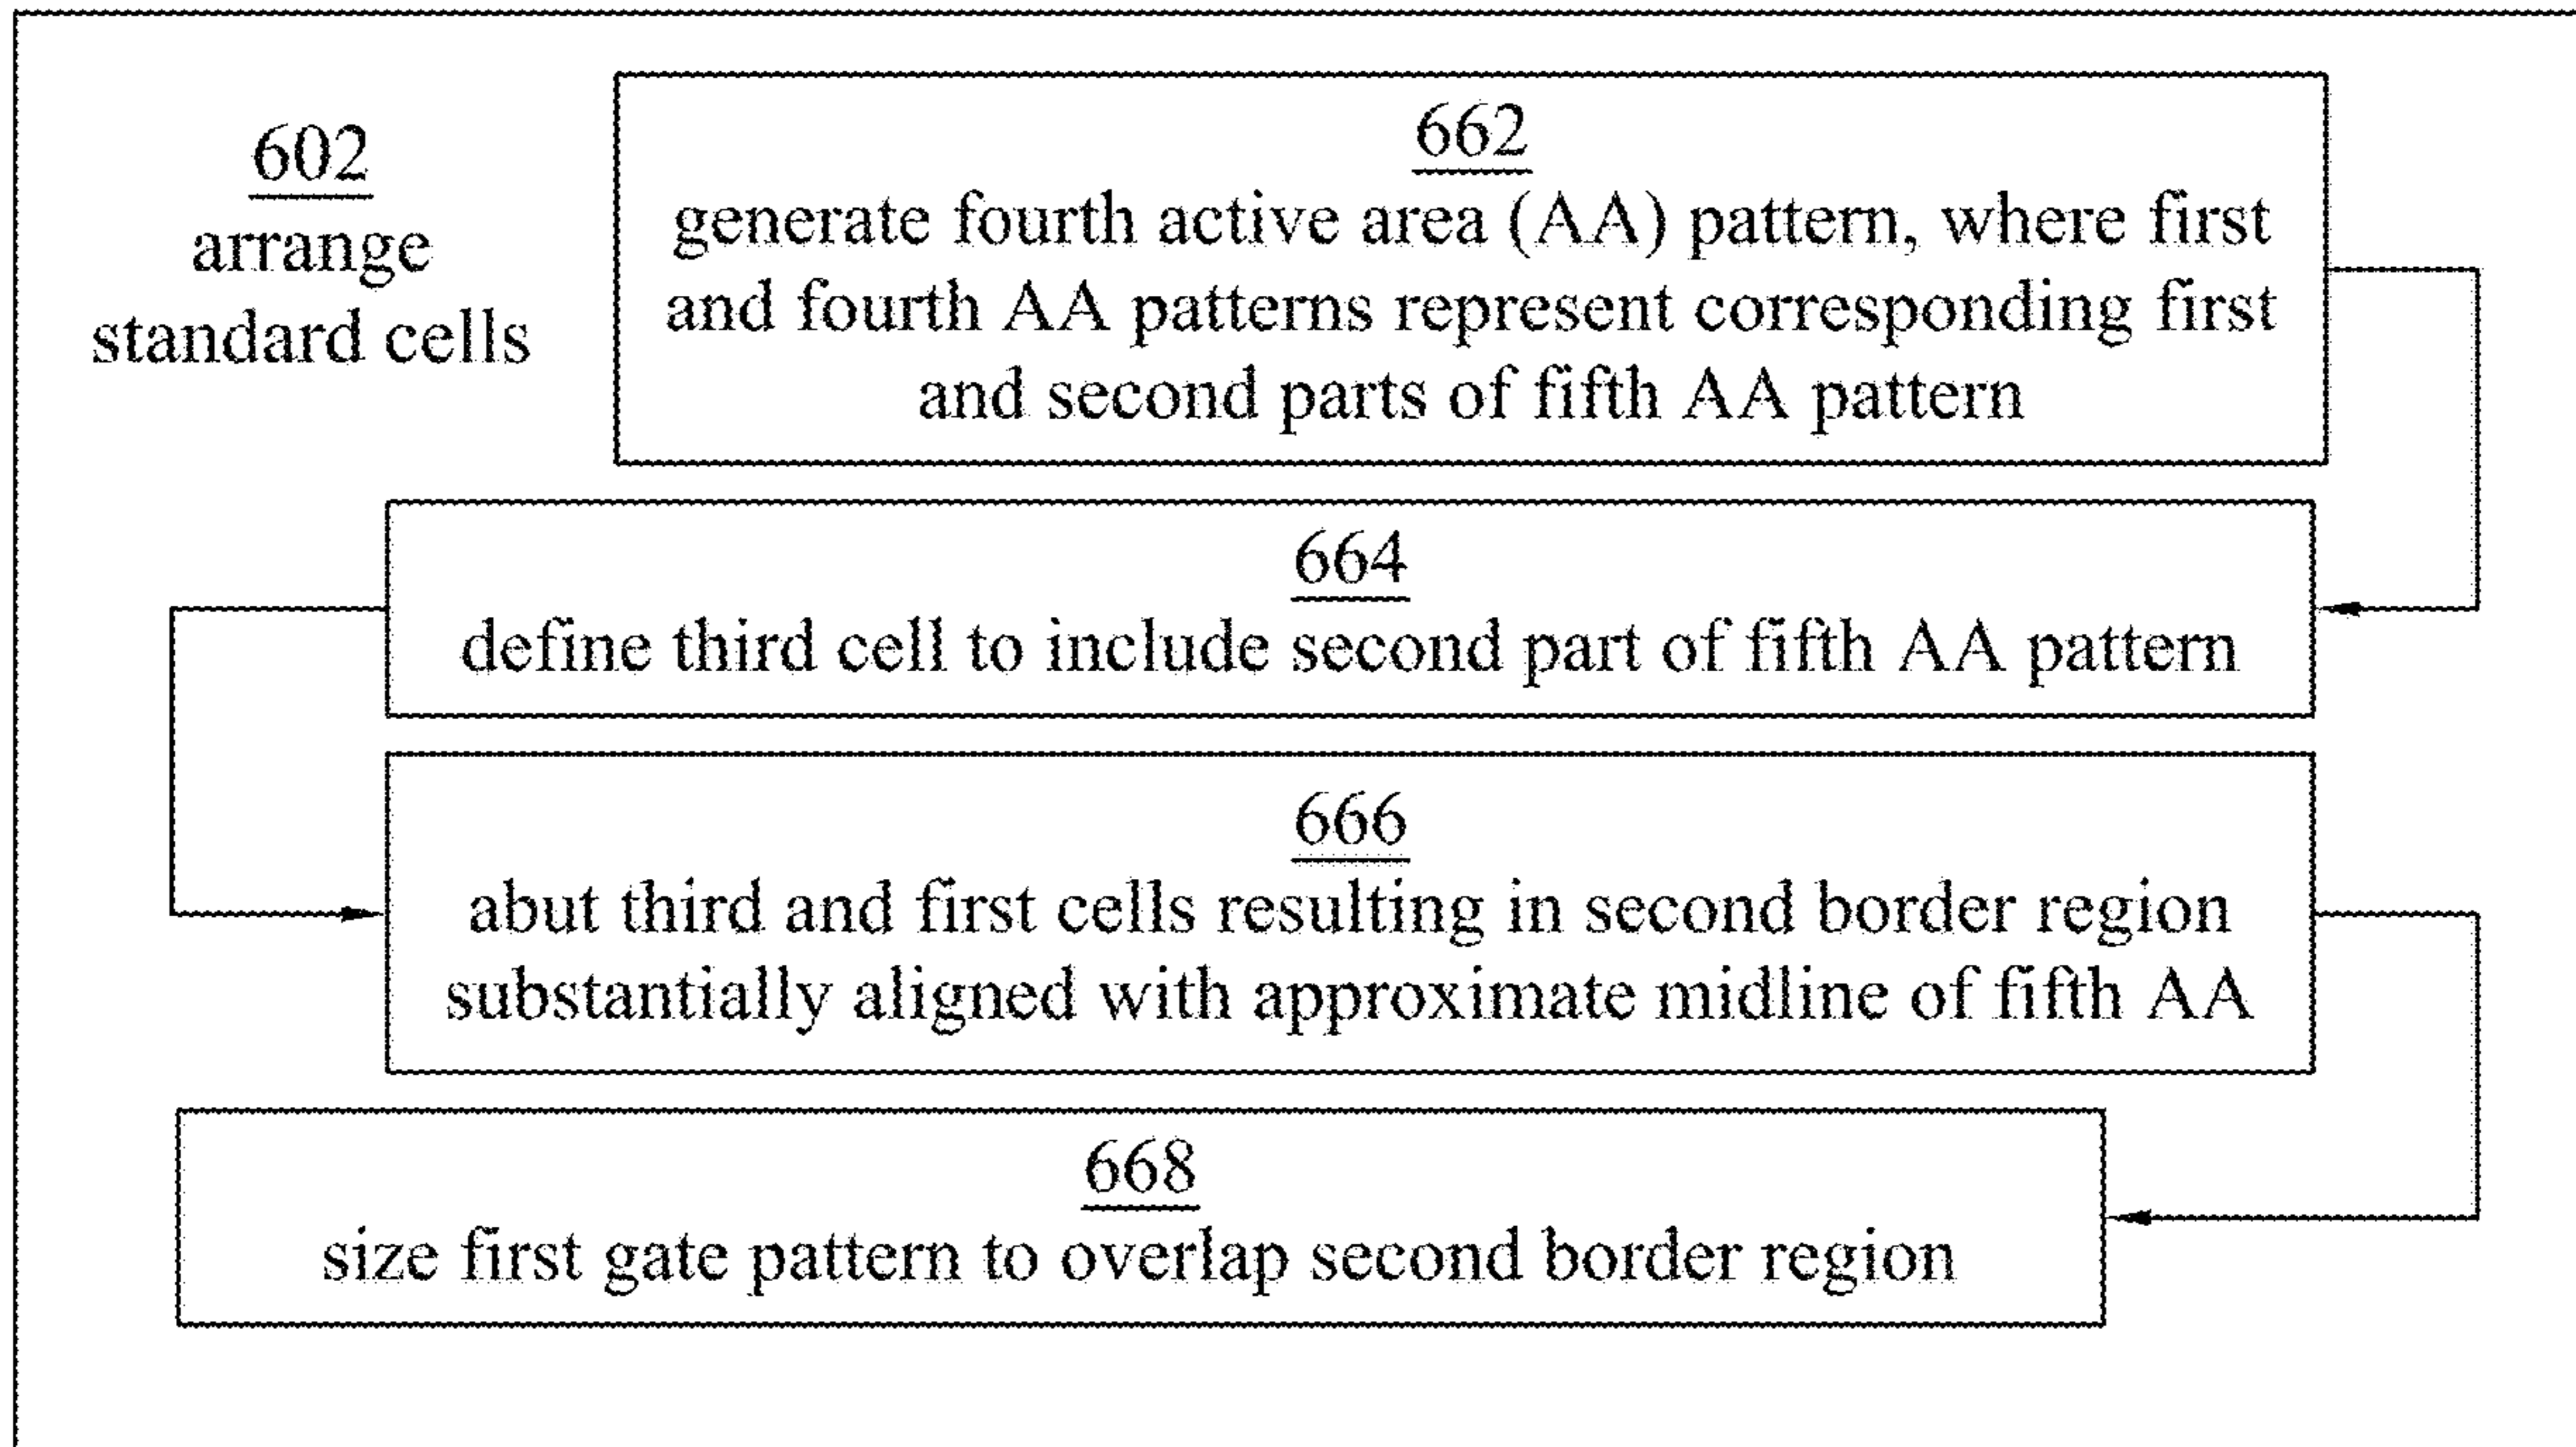 602
arrange
standard cells
662
generate fourth active area (AA) pattern, where first
and fourth AA patterns represent corresponding first
and second parts of fifth AA pattern
664
define third cell to include second part of fifth AA pattern
666
abut third and first cells resulting in second border region
substantially aligned with approximate midline of fifth AA
668
size first gate pattern to overlap second border region